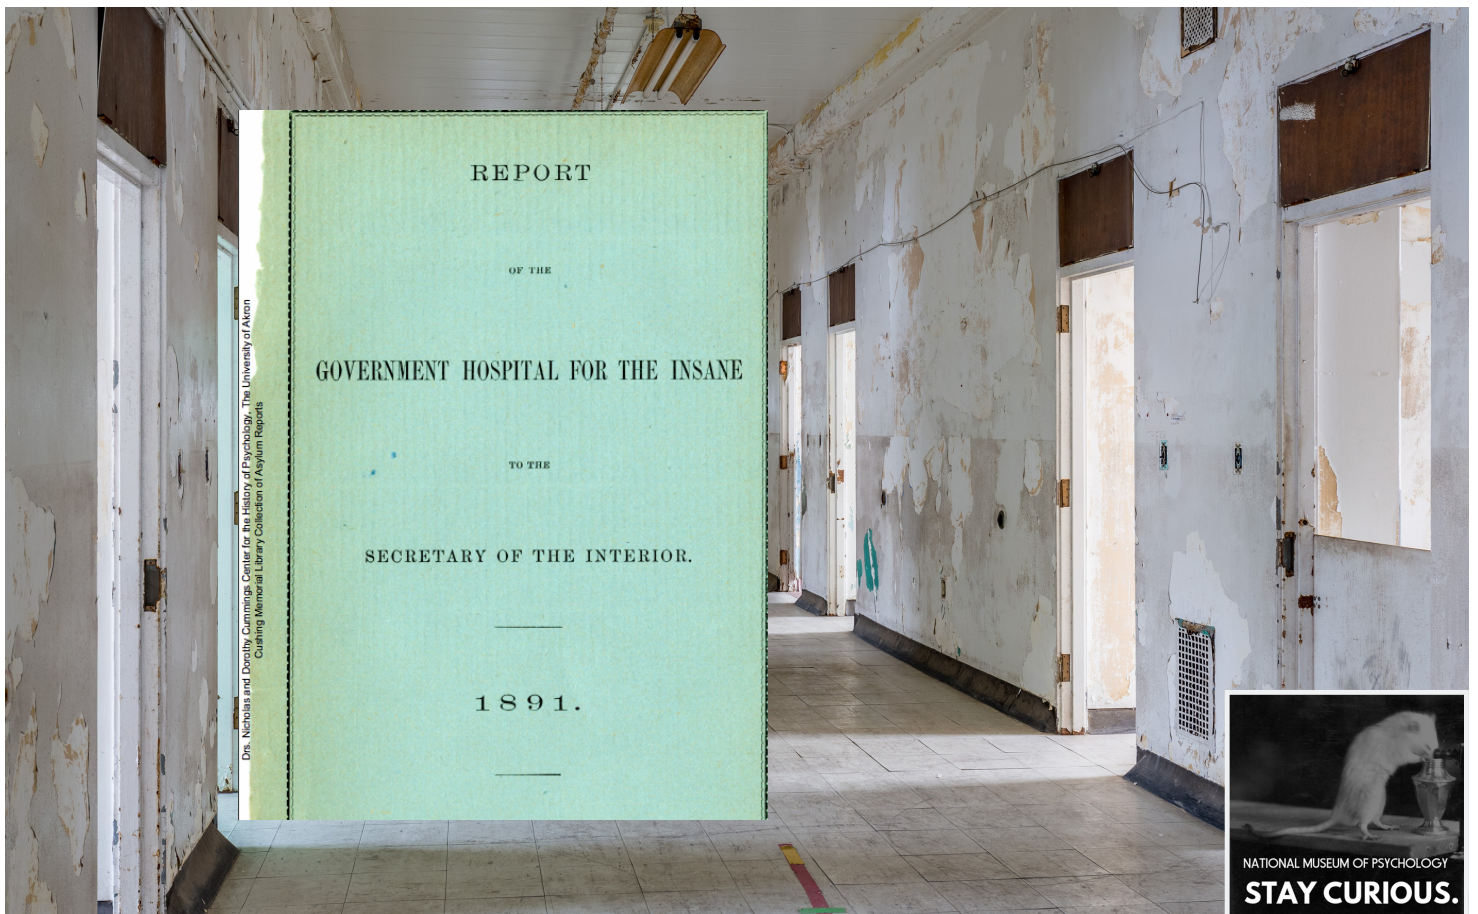 REPORT
OF THE
GOVERNMENT HOSPITAL FOR THE INSANE
TO THE
SECRETARY OF THE INTERIOR.
1891.
Drs. Nicholas and Dorothy Cummings Center for the History of Psychology, The University of Akron
Cushing Memorial Library Collection of Asylum Reports
NATIONAL MUSEUM OF PSYCHOLOGY
STAY CURIOUS.